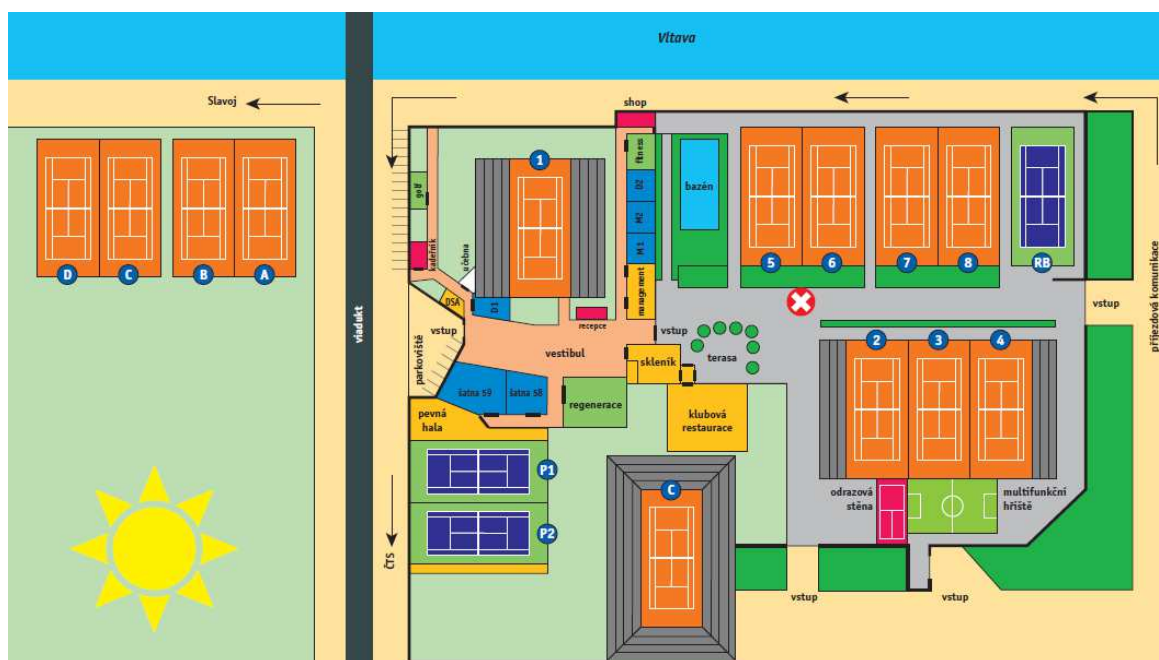 Vltava
Slavoj
shop
1
fitness
golf
D2
bazén
M2
kadeřník
učebna
M1
D
C
B
A
5
6
7
8
RB
management
DSA
D1
recepce
vstup
příjezdová komunikace
viadukt
vstup
parkoviště
vestibul
vstup
terasa
skleník
2
3
4
šatna 59
šatna 58
regenerace
pevná
hala
klubová
restaurace
P1
C
odrazová
stěna
multifunkční
hřiště
P2
ČTS
vstup
vstup